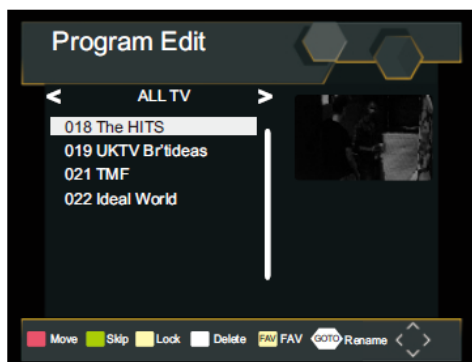 Program Edit
< ALL TV >
018 The HITS
019 UKTV Br'tideas
021 TMF
022 Ideal World
Move Skip Lock Delete FAV FAV GOTO Rename